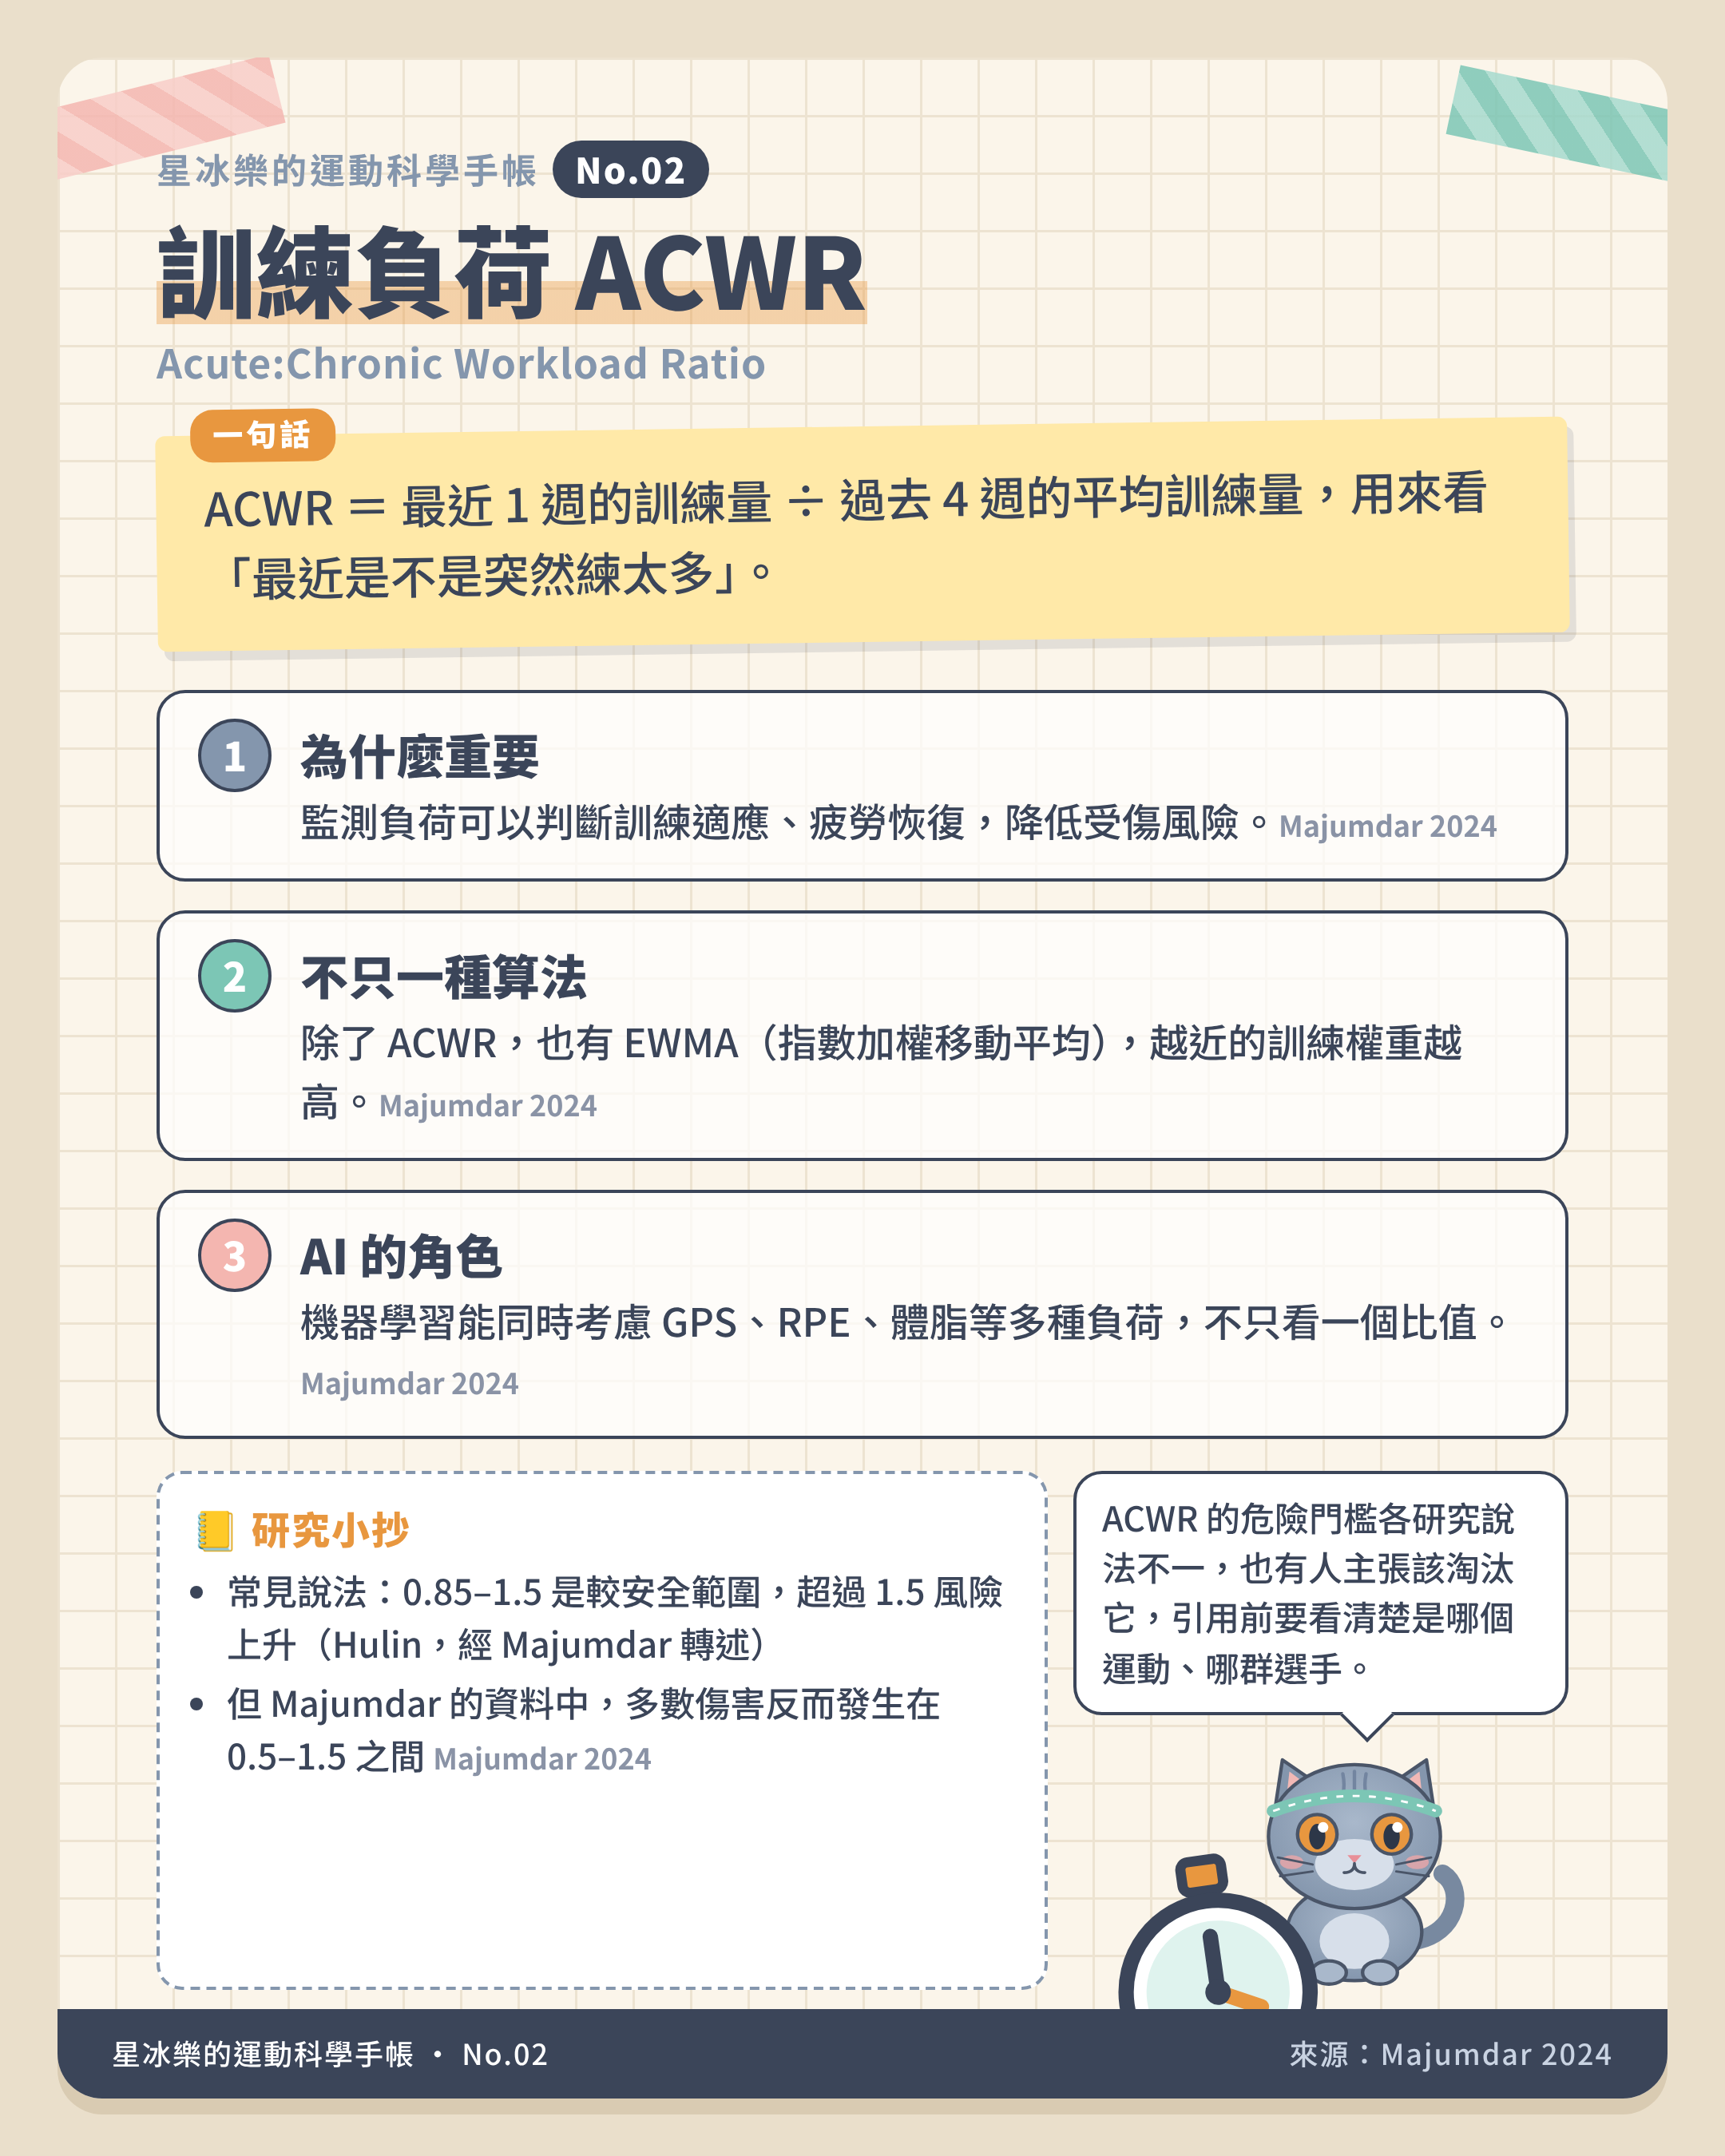 星冰樂的運動科學手帳 No.02
訓練負荷 ACWR
Acute:Chronic Workload Ratio
一句話
ACWR ＝ 最近 1 週的訓練量 ÷ 過去 4 週的平均訓練量，用來看
「最近是不是突然練太多」。
1 為什麼重要
監測負荷可以判斷訓練適應、疲勞恢復，降低受傷風險。Majumdar 2024
2 不只一種算法
除了 ACWR，也有 EWMA（指數加權移動平均），越近的訓練權重越
高。Majumdar 2024
3 AI 的角色
機器學習能同時考慮 GPS、RPE、體脂等多種負荷，不只看一個比值。
Majumdar 2024
📒 研究小抄
• 常見說法：0.85–1.5 是較安全範圍，超過 1.5 風險
上升（Hulin，經 Majumdar 轉述）
• 但 Majumdar 的資料中，多數傷害反而發生在
0.5–1.5 之間 Majumdar 2024
ACWR 的危險門檻各研究說
法不一，也有人主張該淘汰
它，引用前要看清楚是哪個
運動、哪群選手。
星冰樂的運動科學手帳 ・ No.02
來源：Majumdar 2024